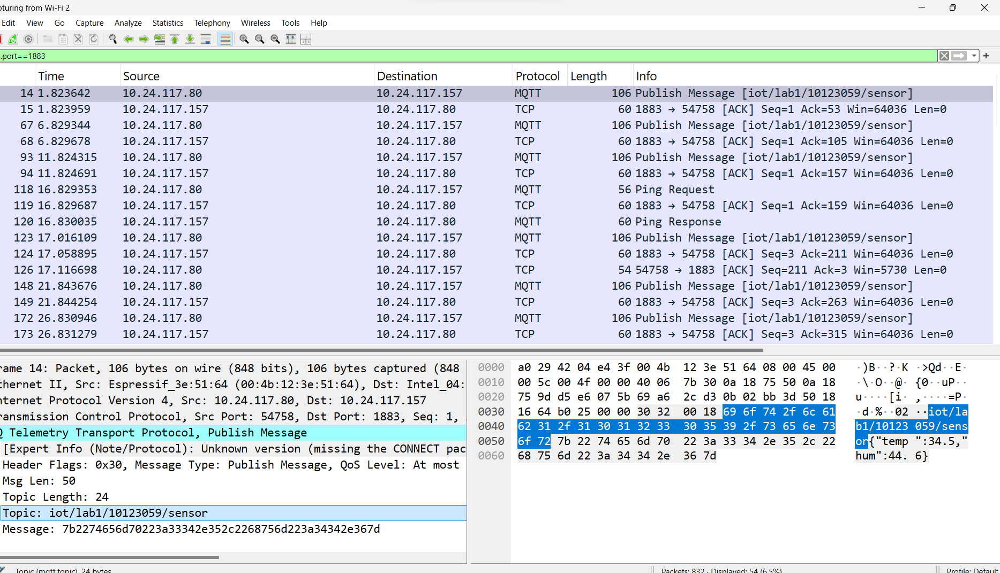 pturing from Wi-Fi 2
Edit View Go Capture Analyze Statistics Telephony Wireless Tools Help
.port==1883
Time Source Destination Protocol Length Info
14 1.823642 10.24.117.80 10.24.117.157 MQTT 106 Publish Message [iot/lab1/10123059/sensor]
15 1.823959 10.24.117.157 10.24.117.80 TCP 60 1883 → 54758 [ACK] Seq=1 Ack=53 Win=64036 Len=0
67 6.829344 10.24.117.80 10.24.117.157 MQTT 106 Publish Message [iot/lab1/10123059/sensor]
68 6.829678 10.24.117.157 10.24.117.80 TCP 60 1883 → 54758 [ACK] Seq=1 Ack=105 Win=64036 Len=0
93 11.824315 10.24.117.80 10.24.117.157 MQTT 106 Publish Message [iot/lab1/10123059/sensor]
94 11.824691 10.24.117.157 10.24.117.80 TCP 60 1883 → 54758 [ACK] Seq=1 Ack=157 Win=64036 Len=0
118 16.829353 10.24.117.80 10.24.117.157 MQTT 56 Ping Request
119 16.829687 10.24.117.157 10.24.117.80 TCP 60 1883 → 54758 [ACK] Seq=1 Ack=159 Win=64036 Len=0
120 16.830035 10.24.117.157 10.24.117.80 MQTT 60 Ping Response
123 17.016109 10.24.117.80 10.24.117.157 MQTT 106 Publish Message [iot/lab1/10123059/sensor]
124 17.058895 10.24.117.157 10.24.117.80 TCP 60 1883 → 54758 [ACK] Seq=3 Ack=211 Win=64036 Len=0
126 17.116698 10.24.117.80 10.24.117.157 TCP 54 54758 → 1883 [ACK] Seq=211 Ack=3 Win=5730 Len=0
148 21.843676 10.24.117.80 10.24.117.157 MQTT 106 Publish Message [iot/lab1/10123059/sensor]
149 21.844254 10.24.117.157 10.24.117.80 TCP 60 1883 → 54758 [ACK] Seq=3 Ack=263 Win=64036 Len=0
172 26.830946 10.24.117.80 10.24.117.157 MQTT 106 Publish Message [iot/lab1/10123059/sensor]
173 26.831279 10.24.117.157 10.24.117.80 TCP 60 1883 → 54758 [ACK] Seq=3 Ack=315 Win=64036 Len=0
rame 14: Packet, 106 bytes on wire (848 bits), 106 bytes captured (848
thernet II, Src: Espressif_3e:51:64 (00:4b:12:3e:51:64), Dst: Intel_04:
nternet Protocol Version 4, Src: 10.24.117.80, Dst: 10.24.117.157
ransmission Control Protocol, Src Port: 54758, Dst Port: 1883, Seq: 1,
Q Telemetry Transport Protocol, Publish Message
[Expert Info (Note/Protocol): Unknown version (missing the CONNECT pac
Header Flags: 0x30, Message Type: Publish Message, QoS Level: At most
Msg Len: 50
Topic Length: 24
Topic: iot/lab1/10123059/sensor
Message: 7b2274656d70223a33342e352c2268756d223a34342e367d
0000 a0 29 42 04 e4 3f 00 4b 12 3e 51 64 08 00 45 00 ·)B··?·K ·>Qd··E·
0010 00 5c 00 4f 00 00 40 06 7b 30 0a 18 75 50 0a 18 ·\·O··@· {0··uP··
0020 75 9d d5 e6 07 5b 69 a6 2c d3 0b 02 bb 3d 50 18 u····[i· ,····=P·
0030 16 64 b0 25 00 00 30 32 00 18 69 6f 74 2f 6c 61 ·d·%··02 ··iot/la
0040 62 31 2f 31 30 31 32 33 30 35 39 2f 73 65 6e 73 b1/10123 059/sens
0050 6f 72 7b 22 74 65 6d 70 22 3a 33 34 2e 35 2c 22 or{"temp ":34.5,"
0060 68 75 6d 22 3a 34 34 2e 36 7d hum":44. 6}
Topic (mqtt.topic), 24 bytes Packets: 832 · Displayed: 54 (6.5%) Profile: Default